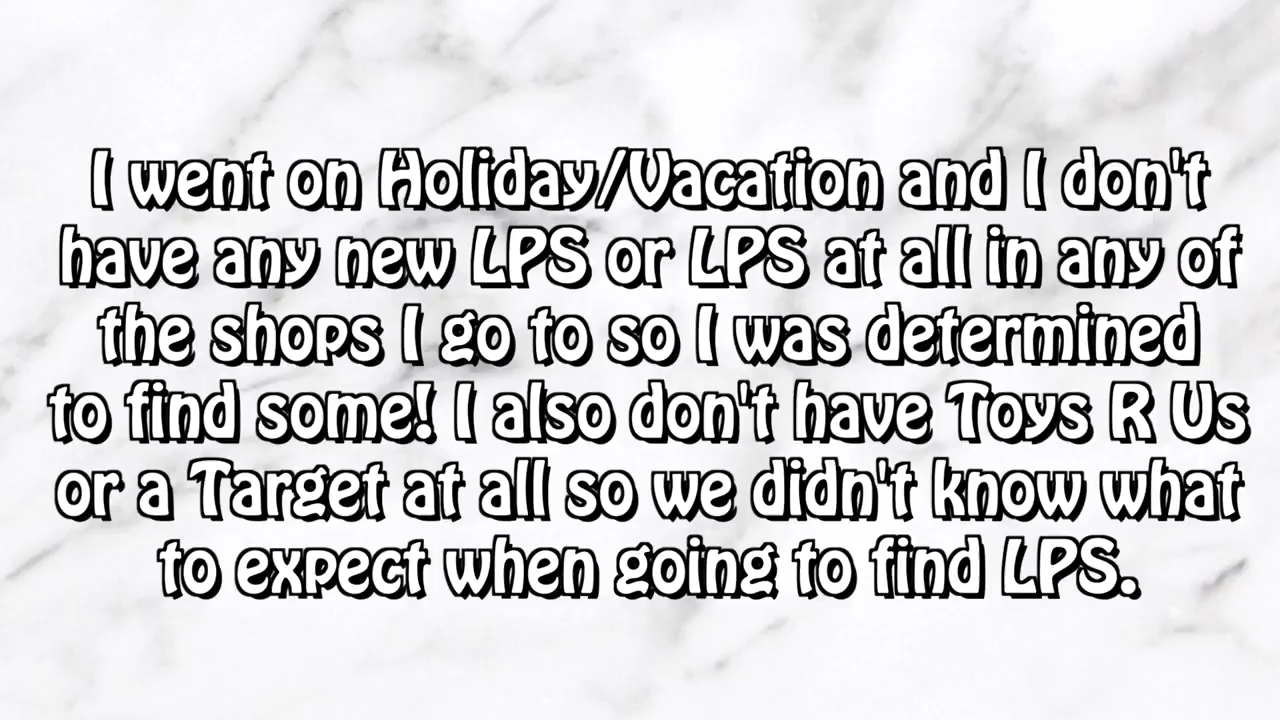 I went on Holiday/Vacation and I don't
have any new LPS or LPS at all in any of
the shops I go to so I was determined
to find some! I also don't have Toys R Us
or a Target at all so we didn't know what
to expect when going to find LPS.